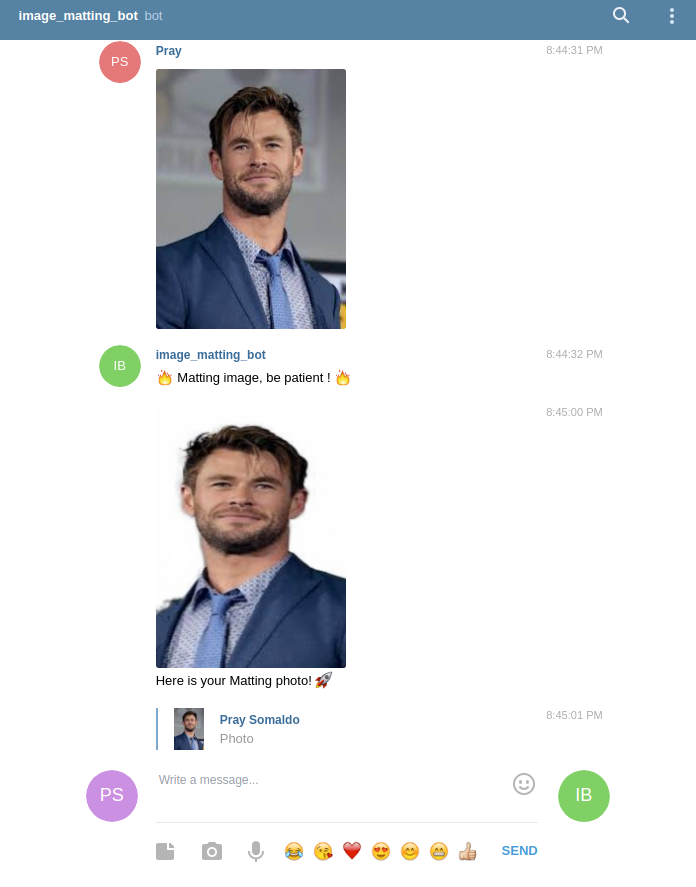 image_matting_bot bot
PS
Pray
8:44:31 PM
IB
image_matting_bot
8:44:32 PM
🔥 Matting image, be patient ! 🔥
8:45:00 PM
Here is your Matting photo!🚀
Pray Somaldo
8:45:01 PM
Photo
PS
Write a message...
IB
SEND